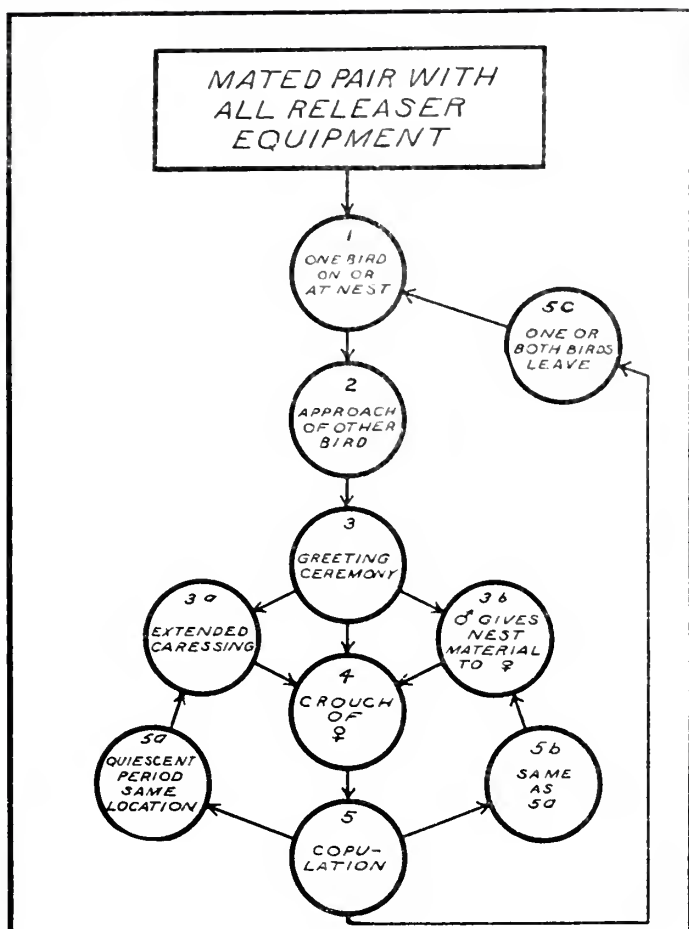 MATED PAIR WITH
ALL RELEASER
EQUIPMENT
1
ONE BIRD
ON OR
AT NEST
5c
ONE OR
BOTH BIRDS
LEAVE
2
APPROACH
OF OTHER
BIRD
3
GREETING
CEREMONY
3a
EXTENDED
CARESSING
3b
♂ GIVES
NEST
MATERIAL
TO ♀
4
CROUCH
OF
♀
5a
QUIESCENT
PERIOD
SAME
LOCATION
5b
SAME
AS
5a
5
COPU-
LATION